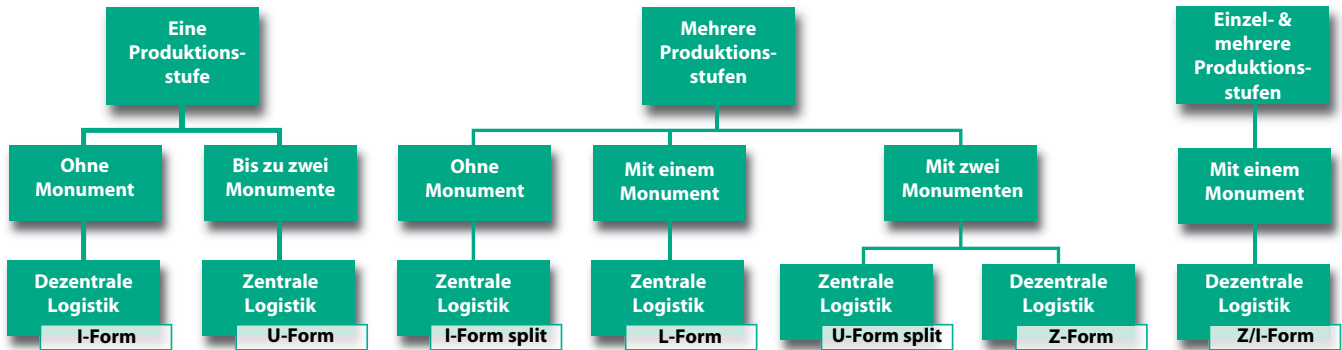 Eine
Produktions-
stufe
Mehrere
Produktions-
stufen
Einzel- &
mehrere
Produktions-
stufen
Ohne
Monument
Bis zu zwei
Monumente
Ohne
Monument
Mit einem
Monument
Mit zwei
Monumenten
Mit einem
Monument
Dezentrale
Logistik
I-Form
Zentrale
Logistik
U-Form
Zentrale
Logistik
I-Form split
Zentrale
Logistik
L-Form
Zentrale
Logistik
U-Form split
Dezentrale
Logistik
Z-Form
Dezentrale
Logistik
Z/I-Form